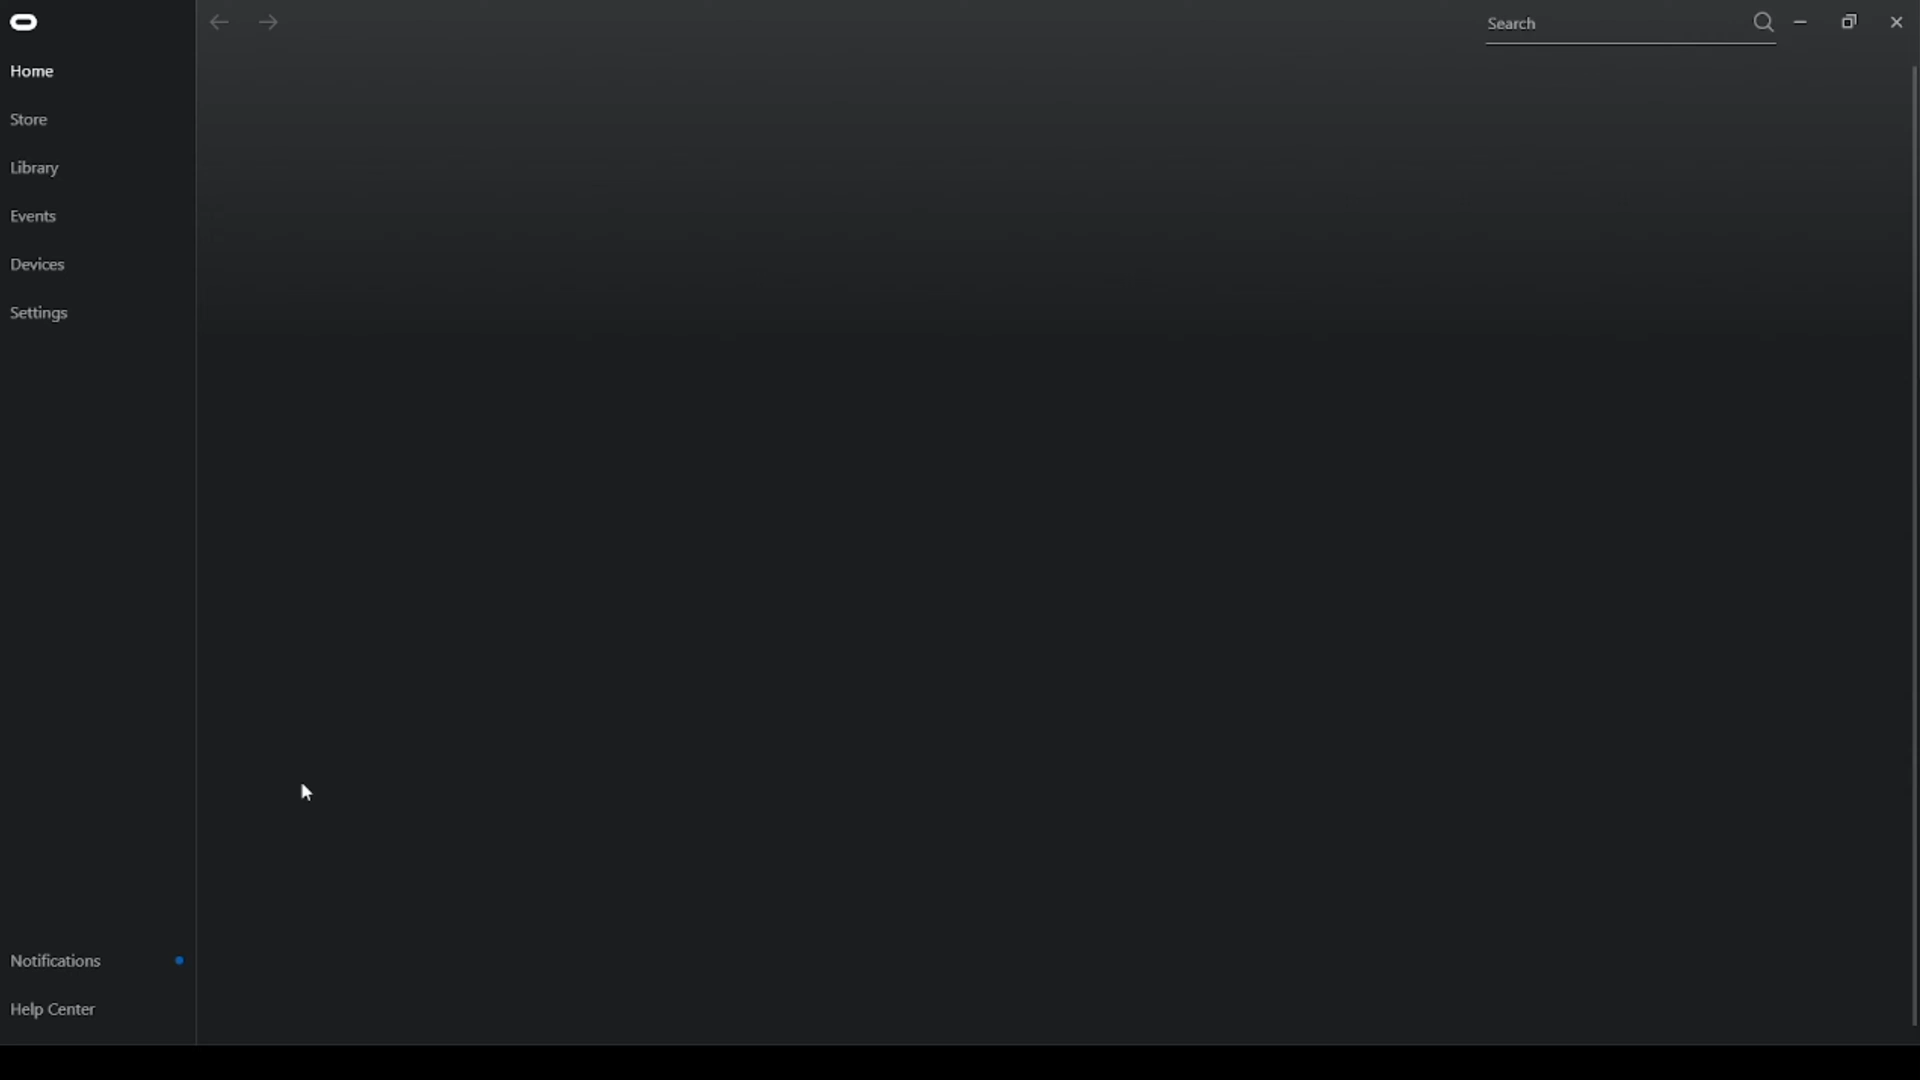 Search
Home
Store
Library
Events
Devices
Settings
Notifications
Help Center